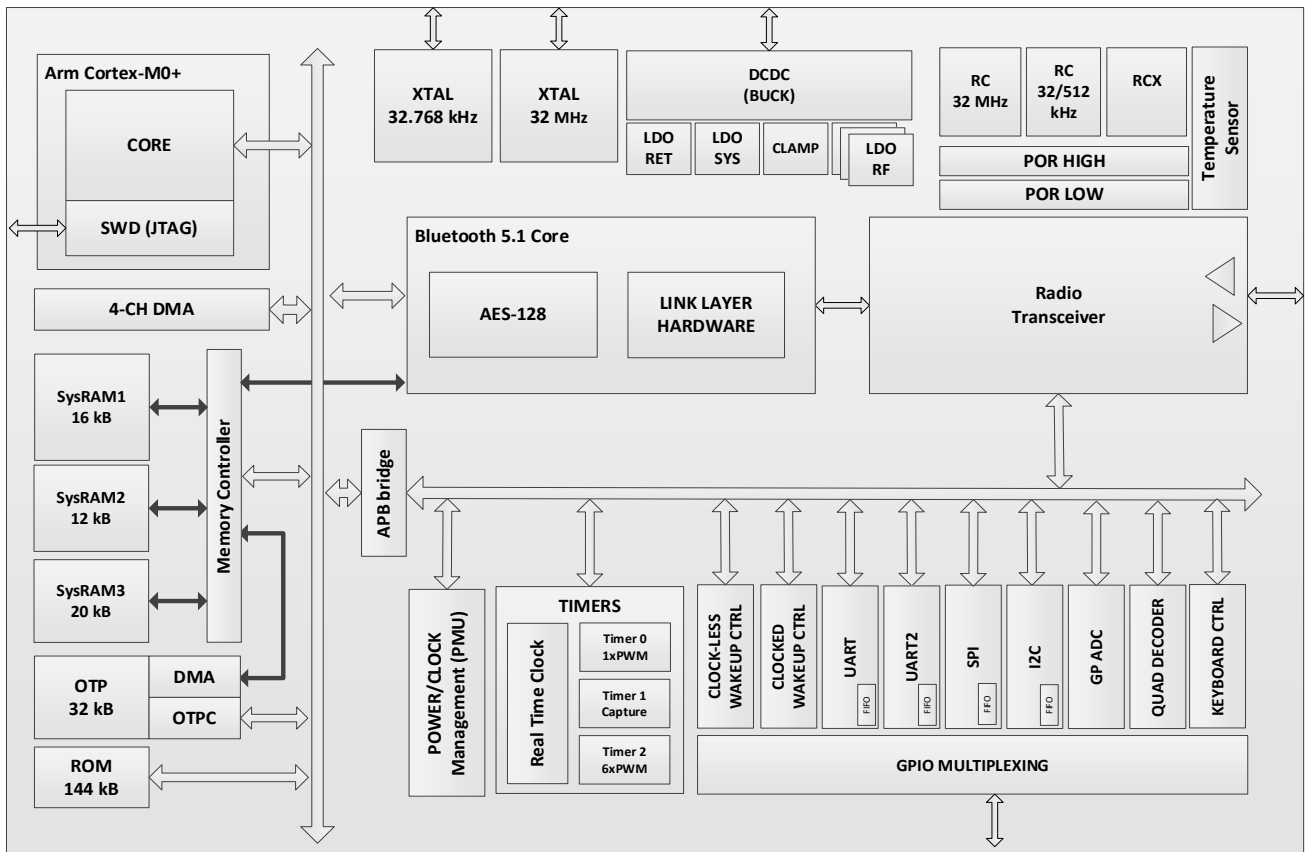 Arm Cortex-M0+
CORE
SWD (JTAG)
XTAL
32.768 kHz
XTAL
32 MHz
DCDC
(BUCK)
LDO
RET
LDO
SYS
CLAMP
LDO
RF
RC
32 MHz
RC
32/512
kHz
RCX
POR HIGH
POR LOW
Temperature
Sensor
4-CH DMA
Bluetooth 5.1 Core
AES-128
LINK LAYER
HARDWARE
Radio
Transceiver
SysRAM1
16 kB
SysRAM2
12 kB
SysRAM3
20 kB
Memory Controller
OTP
32 kB
DMA
OTPC
ROM
144 kB
APB bridge
POWER/CLOCK
Management (PMU)
TIMERS
Real Time Clock
Timer 0
1xPWM
Timer 1
Capture
Timer 2
6xPWM
CLOCK-LESS
WAKEUP CTRL
CLOCKED
WAKEUP CTRL
UART
FIFO
UART2
FIFO
SPI
FIFO
I2C
FIFO
GP ADC
QUAD DECODER
KEYBOARD CTRL
GPIO MULTIPLEXING